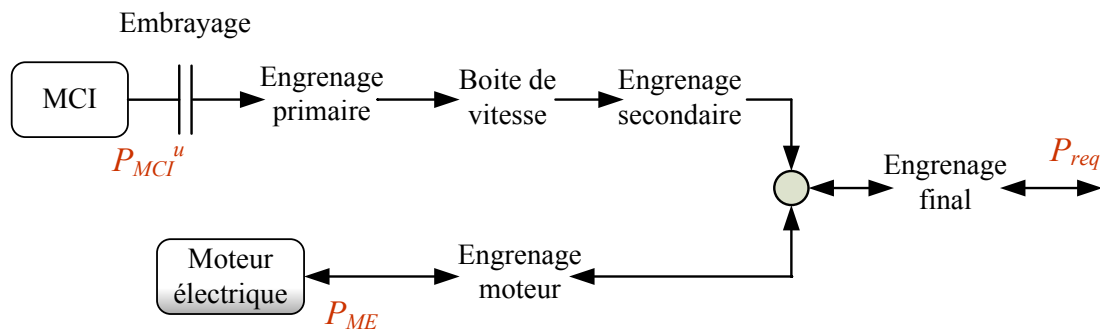 Embrayage
MCI
Engrenage
primaire
Boite de
vitesse
Engrenage
secondaire
P_MCI^u
Engrenage
final
P_req
Moteur
électrique
P_ME
Engrenage
moteur